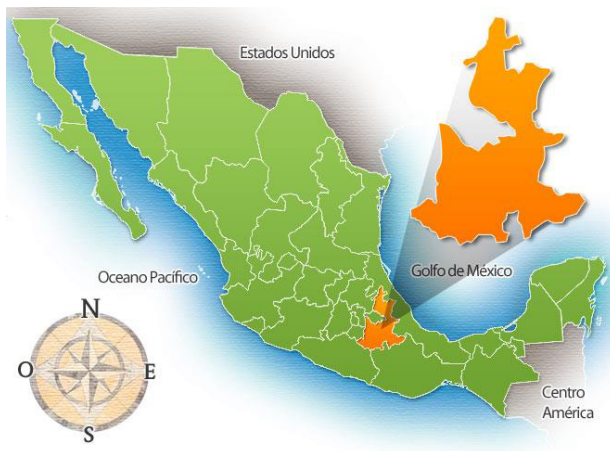 Estados Unidos
Oceano Pacífico
Golfo de México
N
O
E
S
Centro
América